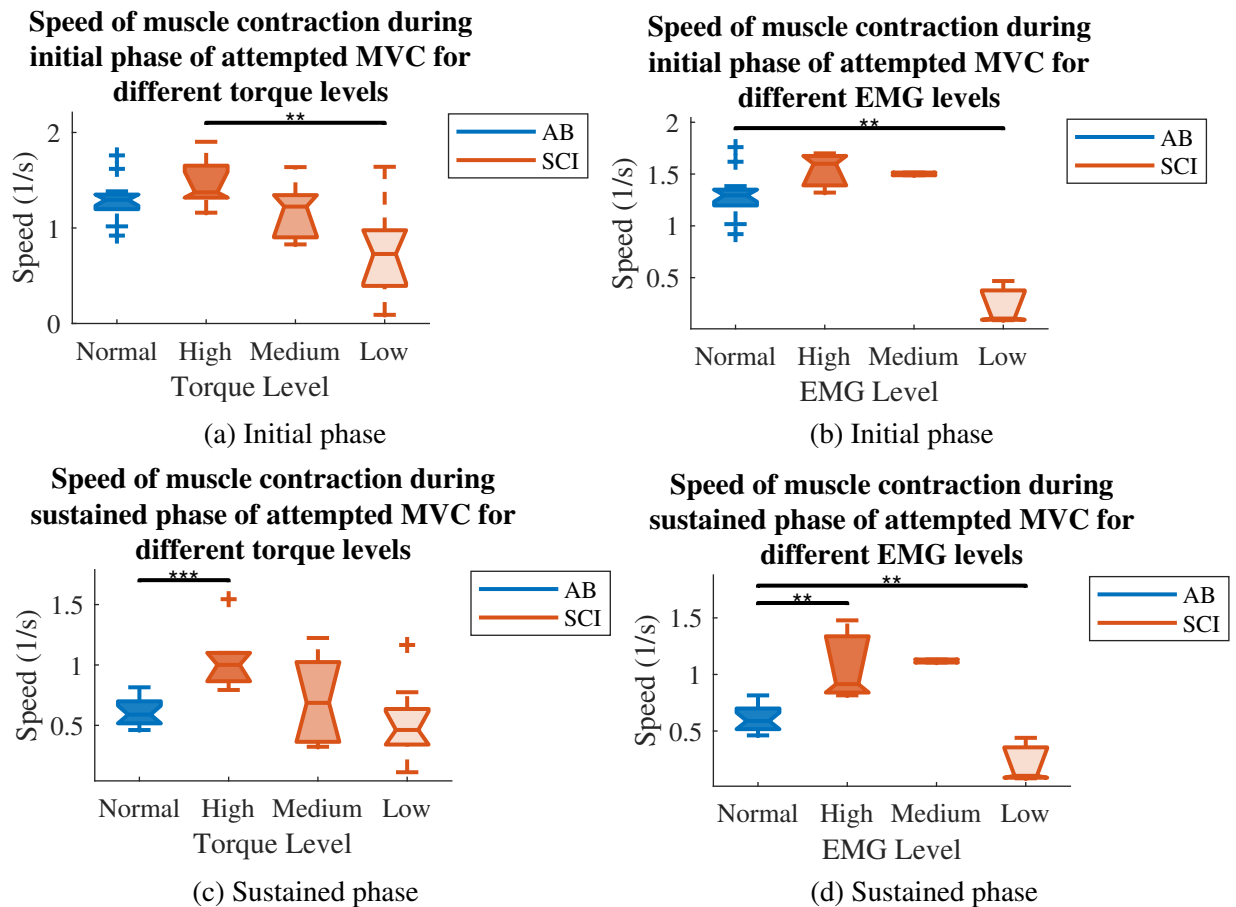 Speed of muscle contraction during
initial phase of attempted MVC for
different torque levels
**
AB
SCI
2
1
0
Speed (1/s)
Normal
High
Medium
Low
Torque Level
(a) Initial phase
Speed of muscle contraction during
initial phase of attempted MVC for
different EMG levels
**
AB
SCI
2
1.5
1
0.5
Speed (1/s)
Normal
High
Medium
Low
EMG Level
(b) Initial phase
Speed of muscle contraction during
sustained phase of attempted MVC for
different torque levels
***
AB
SCI
1.5
1
0.5
Speed (1/s)
Normal
High
Medium
Low
Torque Level
(c) Sustained phase
Speed of muscle contraction during
sustained phase of attempted MVC for
different EMG levels
**
**
AB
SCI
1.5
1
0.5
Speed (1/s)
Normal
High
Medium
Low
EMG Level
(d) Sustained phase